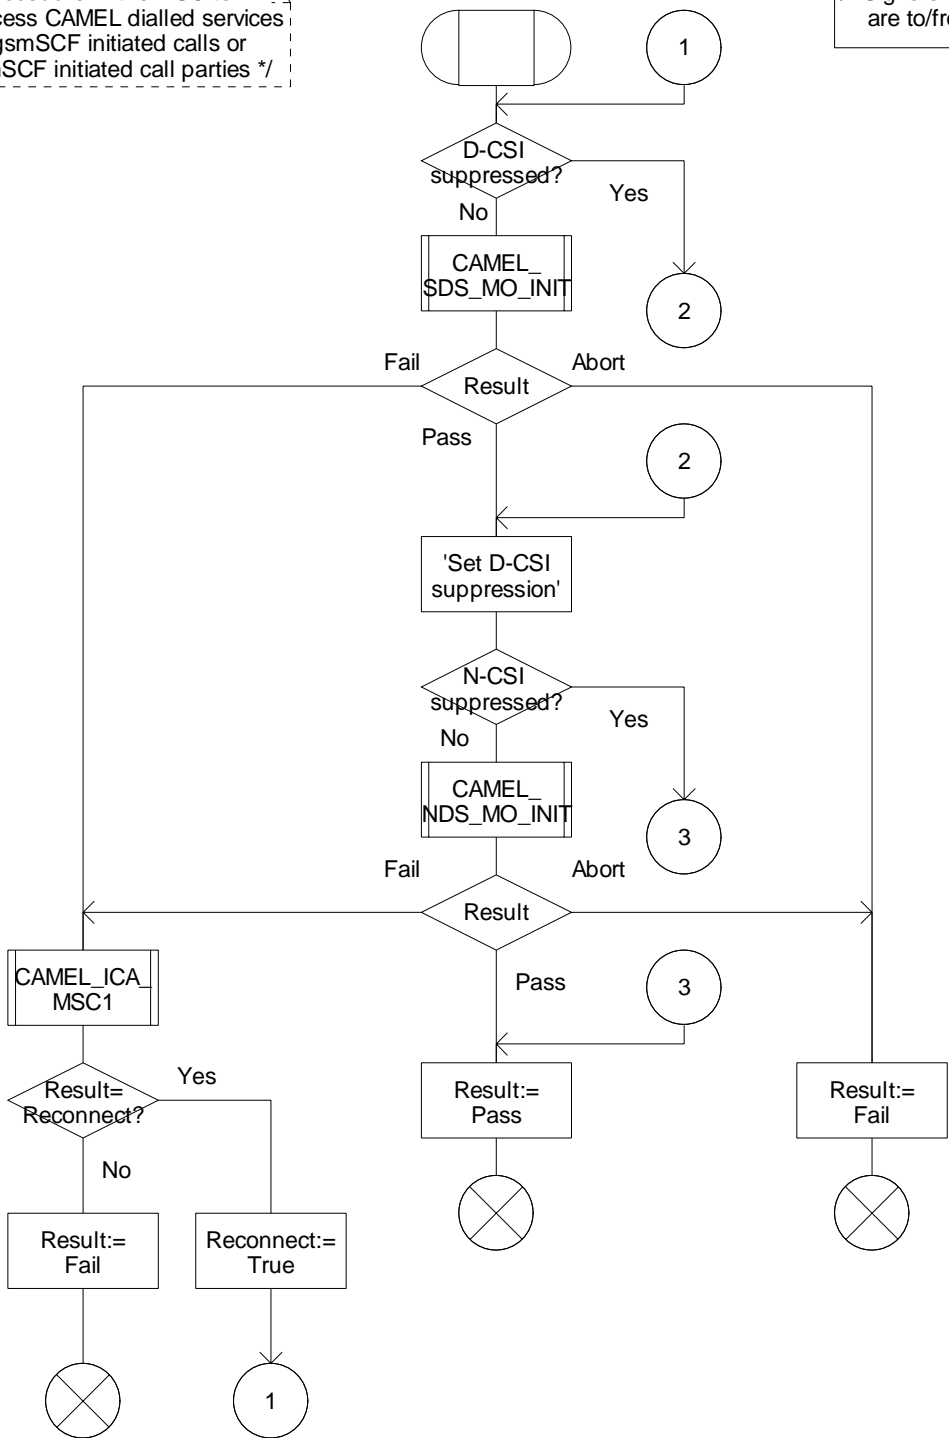 cess CAMEL dialled services
gsmSCF initiated calls or
SCF initiated call parties */
are to/fro
1
D-CSI
suppressed?
Yes
No
CAMEL_
SDS_MO_INIT
2
Fail
Abort
Result
Pass
2
'Set D-CSI
suppression'
N-CSI
suppressed?
Yes
No
CAMEL_
NDS_MO_INIT
3
Fail
Abort
Result
CAMEL_ICA_
MSC1
Pass
3
Result=
Reconnect?
Yes
Result:=
Pass
Result:=
Fail
No
Result:=
Fail
Reconnect:=
True
1